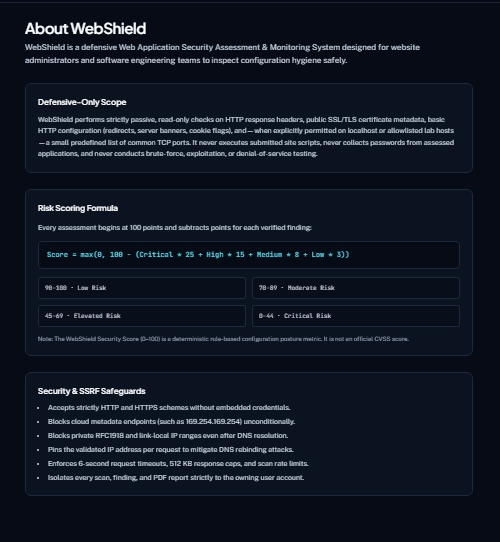 About WebShield
WebShield is a defensive Web Application Security Assessment & Monitoring System designed for website
administrators and software engineering teams to inspect configuration hygiene safely.
Defensive-Only Scope
WebShield performs strictly passive, read-only checks on HTTP response headers, public SSL/TLS certificate metadata, basic
HTTP configuration (redirects, server banners, cookie flags), and—when explicitly permitted on localhost or allowlisted lab hosts
—a small predefined list of common TCP ports. It never executes submitted site scripts, never collects passwords from assessed
applications, and never conducts brute-force, exploitation, or denial-of-service testing.
Risk Scoring Formula
Every assessment begins at 100 points and subtracts points for each verified finding:
Score = max(0, 100 - (Critical * 25 + High * 15 + Medium * 8 + Low * 3))
90-100 · Low Risk
70-89 · Moderate Risk
45-69 · Elevated Risk
0-44 · Critical Risk
Note: The WebShield Security Score (0–100) is a deterministic rule-based configuration posture metric. It is not an official CVSS score.
Security & SSRF Safeguards
• Accepts strictly HTTP and HTTPS schemes without embedded credentials.
• Blocks cloud metadata endpoints (such as 169.254.169.254) unconditionally.
• Blocks private RFC1918 and link-local IP ranges even after DNS resolution.
• Pins the validated IP address per request to mitigate DNS rebinding attacks.
• Enforces 6-second request timeouts, 512 KB response caps, and scan rate limits.
• Isolates every scan, finding, and PDF report strictly to the owning user account.